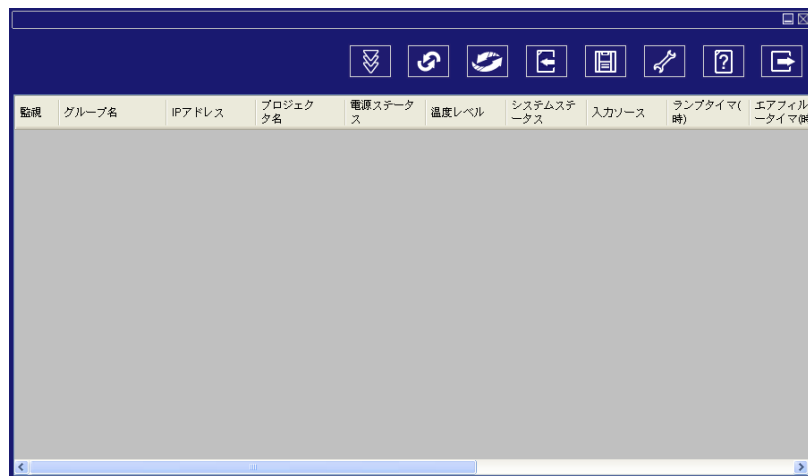 監視 グループ名 IPアドレス プロジェク 電源ステータ 温度レベル システムステ 入力ソース ランプタイマ( エアフィル
タ名 ス ータス 時) ータイマ(時